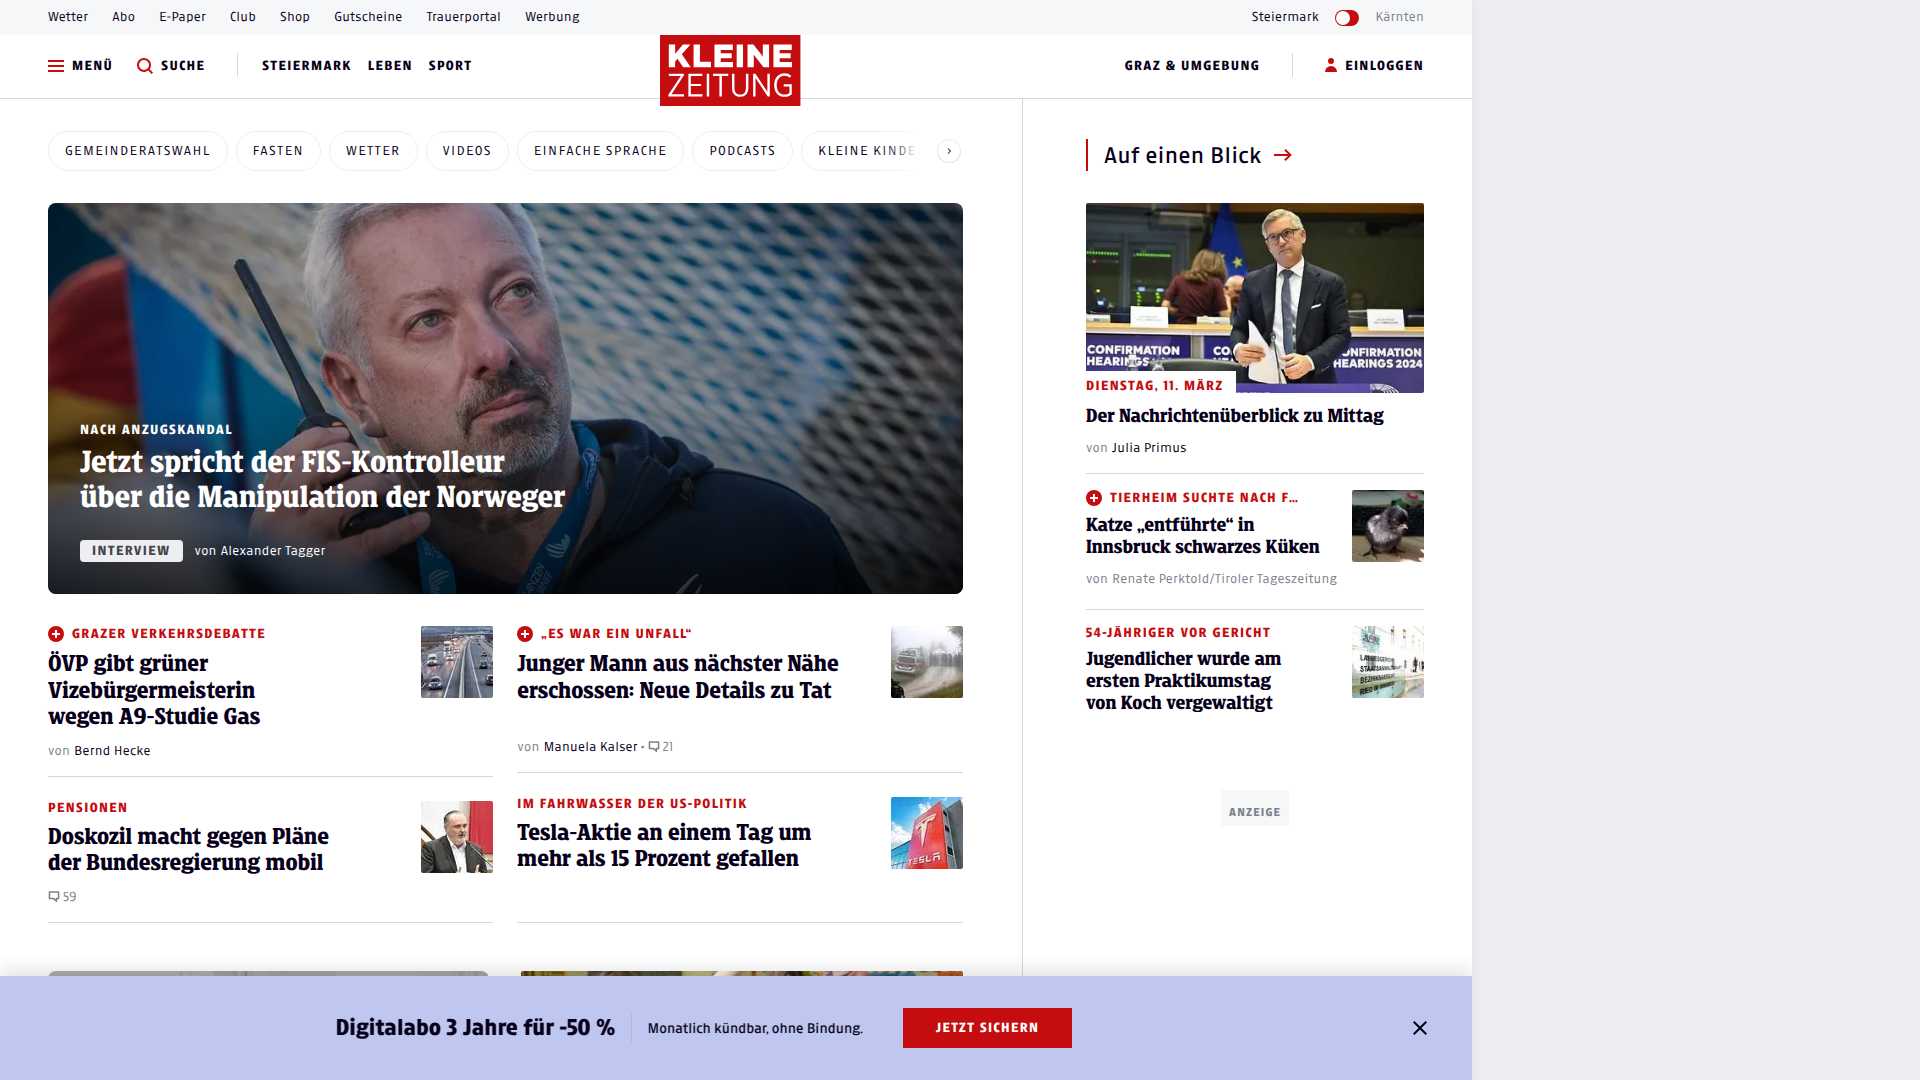 Wetter Abo E-Paper Club Shop Gutscheine Trauerportal Werbung Steiermark Kärnten
MENÜ SUCHE STEIERMARK LEBEN SPORT KLEINE ZEITUNG GRAZ & UMGEBUNG EINLOGGEN
GEMEINDERATSWAHL FASTEN WETTER VIDEOS EINFACHE SPRACHE PODCASTS KLEINE KINDE
NACH ANZUGSKANDAL
Jetzt spricht der FIS-Kontrolleur
über die Manipulation der Norweger
INTERVIEW von Alexander Tagger
GRAZER VERKEHRSDEBATTE
ÖVP gibt grüner
Vizebürgermeisterin
wegen A9-Studie Gas
von Bernd Hecke
„ES WAR EIN UNFALL“
Junger Mann aus nächster Nähe
erschossen: Neue Details zu Tat
von Manuela Kalser • 21
PENSIONEN
Doskozil macht gegen Pläne
der Bundesregierung mobil
59
IM FAHRWASSER DER US-POLITIK
Tesla-Aktie an einem Tag um
mehr als 15 Prozent gefallen
TESLA
Auf einen Blick
CONFIRMATION
HEARINGS
CONFIRMATION
HEARINGS 2024
DIENSTAG, 11. MÄRZ
Der Nachrichtenüberblick zu Mittag
von Julia Primus
TIERHEIM SUCHTE NACH F…
Katze „entführte“ in
Innsbruck schwarzes Küken
von Renate Perktold/Tiroler Tageszeitung
54-JÄHRIGER VOR GERICHT
Jugendlicher wurde am
ersten Praktikumstag
von Koch vergewaltigt
ANZEIGE
Digitalabo 3 Jahre für -50 % Monatlich kündbar, ohne Bindung. JETZT SICHERN